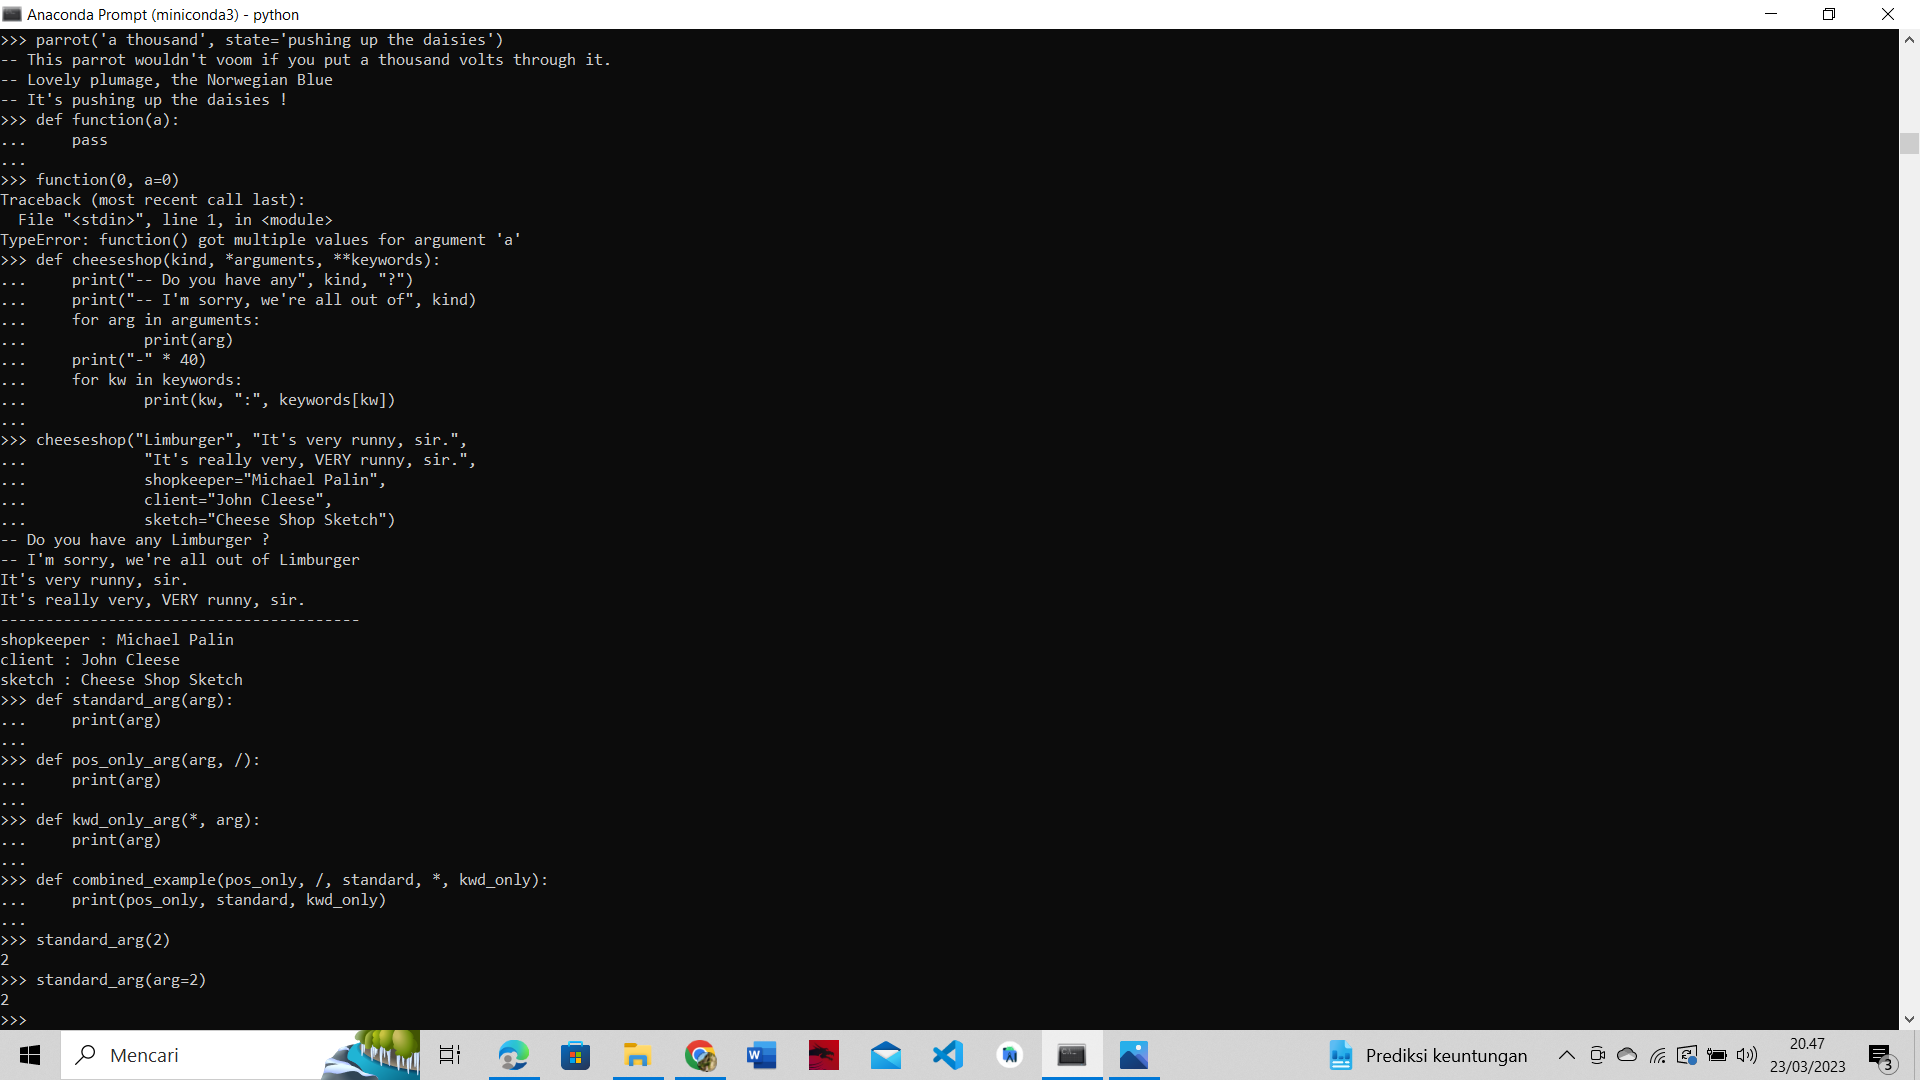 Anaconda Prompt (miniconda3) - python
>>> parrot('a thousand', state='pushing up the daisies')
-- This parrot wouldn't voom if you put a thousand volts through it.
-- Lovely plumage, the Norwegian Blue
-- It's pushing up the daisies !
>>> def function(a):
...     pass
...
>>> function(0, a=0)
Traceback (most recent call last):
  File "<stdin>", line 1, in <module>
TypeError: function() got multiple values for argument 'a'
>>> def cheeseshop(kind, *arguments, **keywords):
...     print("-- Do you have any", kind, "?")
...     print("-- I'm sorry, we're all out of", kind)
...     for arg in arguments:
...             print(arg)
...     print("-" * 40)
...     for kw in keywords:
...             print(kw, ":", keywords[kw])
...
>>> cheeseshop("Limburger", "It's very runny, sir.",
...             "It's really very, VERY runny, sir.",
...             shopkeeper="Michael Palin",
...             client="John Cleese",
...             sketch="Cheese Shop Sketch")
-- Do you have any Limburger ?
-- I'm sorry, we're all out of Limburger
It's very runny, sir.
It's really very, VERY runny, sir.
----------------------------------------
shopkeeper : Michael Palin
client : John Cleese
sketch : Cheese Shop Sketch
>>> def standard_arg(arg):
...     print(arg)
...
>>> def pos_only_arg(arg, /):
...     print(arg)
...
>>> def kwd_only_arg(*, arg):
...     print(arg)
...
>>> def combined_example(pos_only, /, standard, *, kwd_only):
...     print(pos_only, standard, kwd_only)
...
>>> standard_arg(2)
2
>>> standard_arg(arg=2)
2
>>>
Mencari
Prediksi keuntungan
20.47
23/03/2023
3